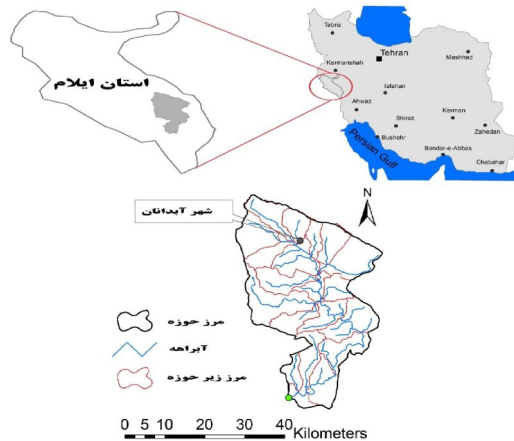 استان ایلام
Tabriz
Tehran
Mashhad
Kermanshah
Isfahan
Ahwaz
Kerman
Shiraz
Zahedan
Bushehr
Persian Gulf
Bandar-e-Abbas
Chabahar
N
شهر آبدانان
مرز حوزه
آبراهه
مرز زیر حوزه
0 5 10 20 30 40
Kilometers